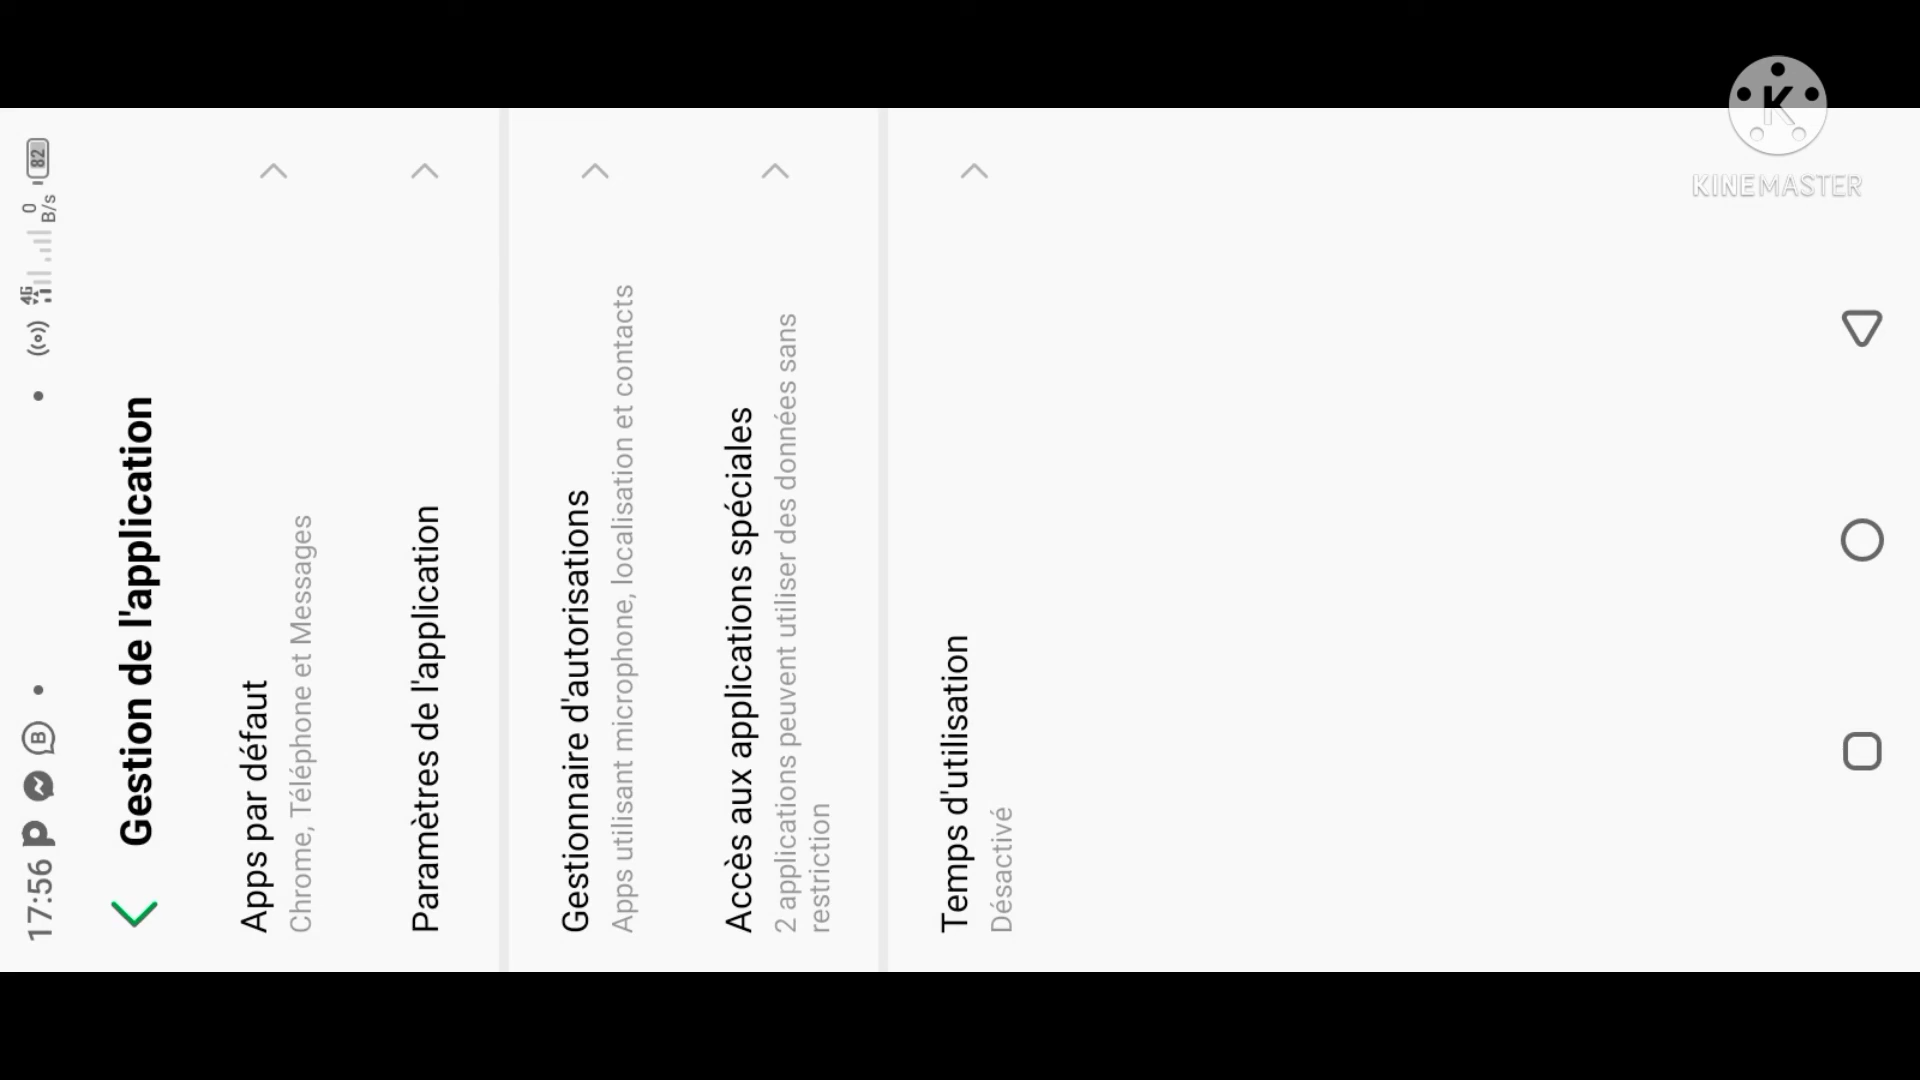 17:56
B
4G
0
B/s
82
Gestion de l'application
Apps par défaut
Chrome, Téléphone et Messages
Paramètres de l'application
Gestionnaire d'autorisations
Apps utilisant microphone, localisation et contacts
Accès aux applications spéciales
2 applications peuvent utiliser des données sans
restriction
Temps d'utilisation
Désactivé
K
KINEMASTER